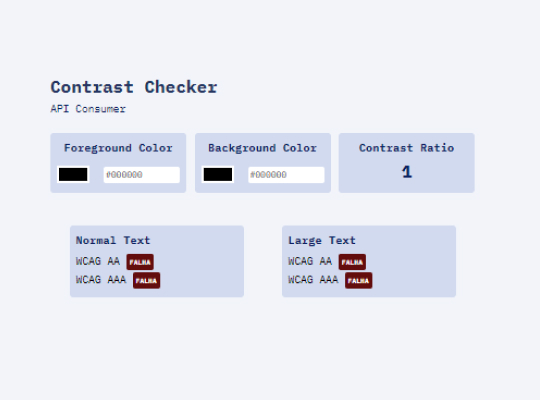 Contrast Checker
API Consumer
Foreground Color
#000000
Background Color
#000000
Contrast Ratio
1
Normal Text
WCAG AA FALHA
WCAG AAA FALHA
Large Text
WCAG AA FALHA
WCAG AAA FALHA